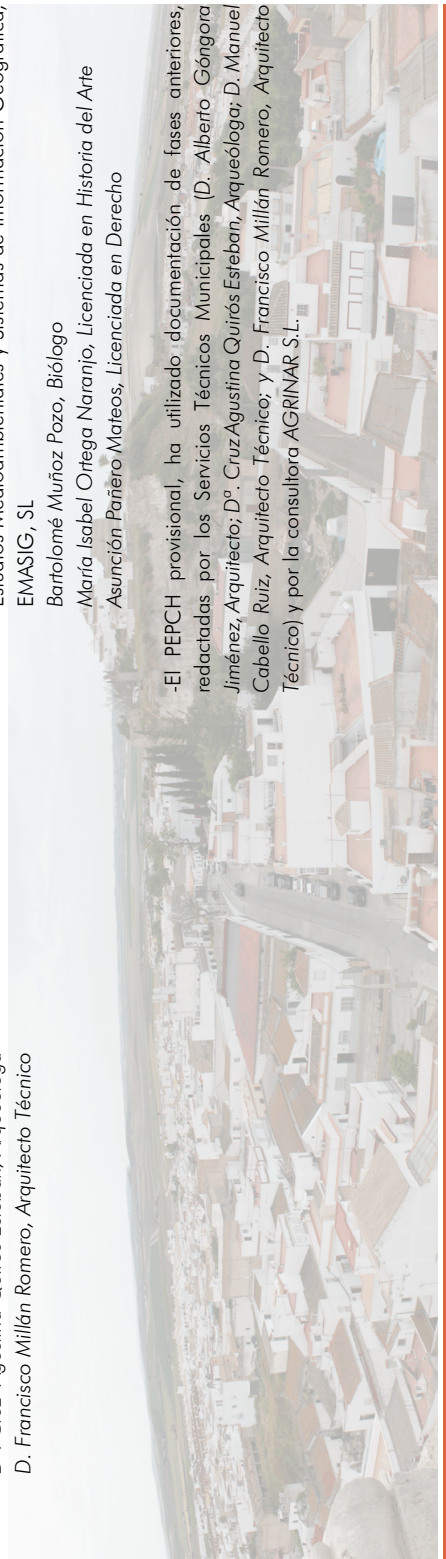 D. Francisco Millán Romero, Arquitecto Técnico
EMASIG, SL
Bartolomé Muñoz Pozo, Biólogo
María Isabel Ortega Naranjo, Licenciada en Historia del Arte
Asunción Pañero Mateos, Licenciada en Derecho
-El PEPCH provisional, ha utilizado documentación de fases anteriores,
redactadas por los Servicios Técnicos Municipales (D. Alberto Góngora
Jiménez, Arquitecto; Dª. Cruz Agustina Quirós Esteban, Arqueóloga; D. Manuel
Cabello Ruiz, Arquitecto Técnico; y D. Francisco Millán Romero, Arquitecto
Técnico) y por la consultora AGRINAR S.L.